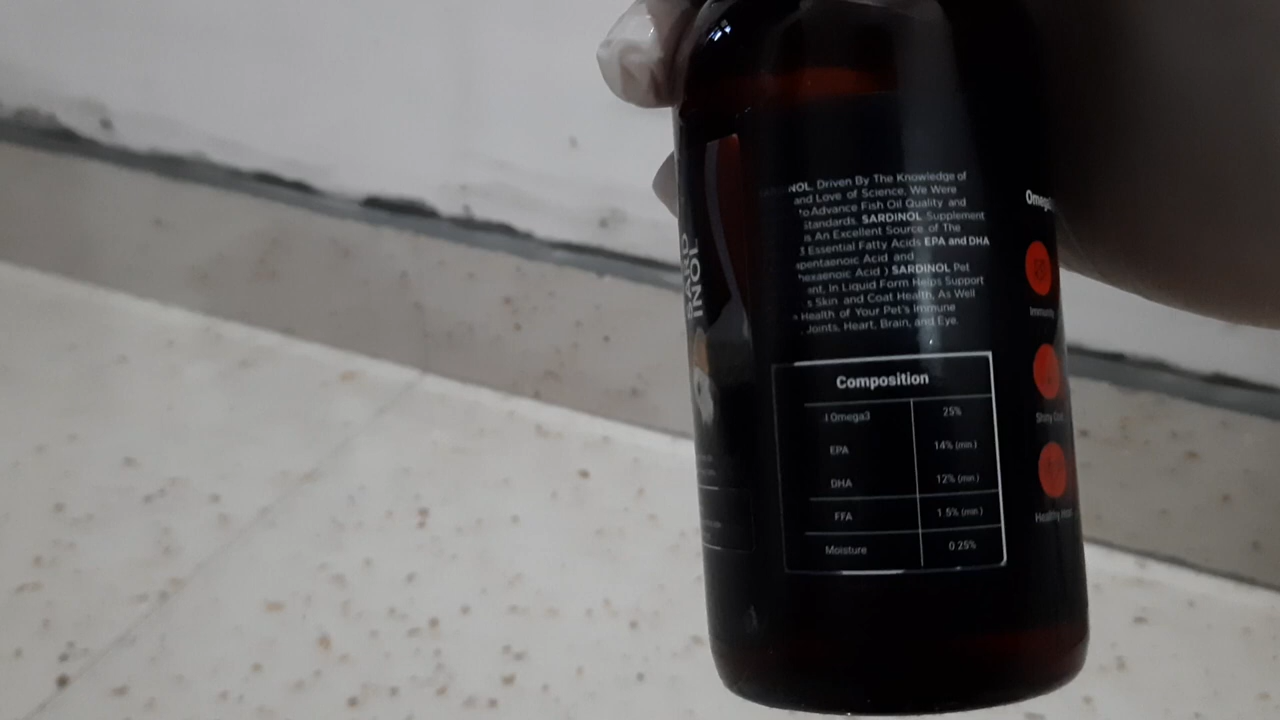 SARD
INOL
NOL, Driven By The Knowledge of
and Love of Science, We Were
to Advance Fish Oil Quality and
Standards. SARDINOL Supplement
is An Excellent Source of The
3 Essential Fatty Acids EPA and DHA
pentaenoic Acid and
hexaenoic Acid ) SARDINOL Pet
ent, In Liquid Form Helps Support
s Skin and Coat Health, As Well
Health of Your Pet's Immune
Joints, Heart, Brain, and Eye.
Composition
l Omega3 25%
EPA 14% (min.)
DHA 12% (min.)
FFA 1.5% (min.)
Moisture 0.25%
Omega
Immunity
Shiny Coat
Healthy